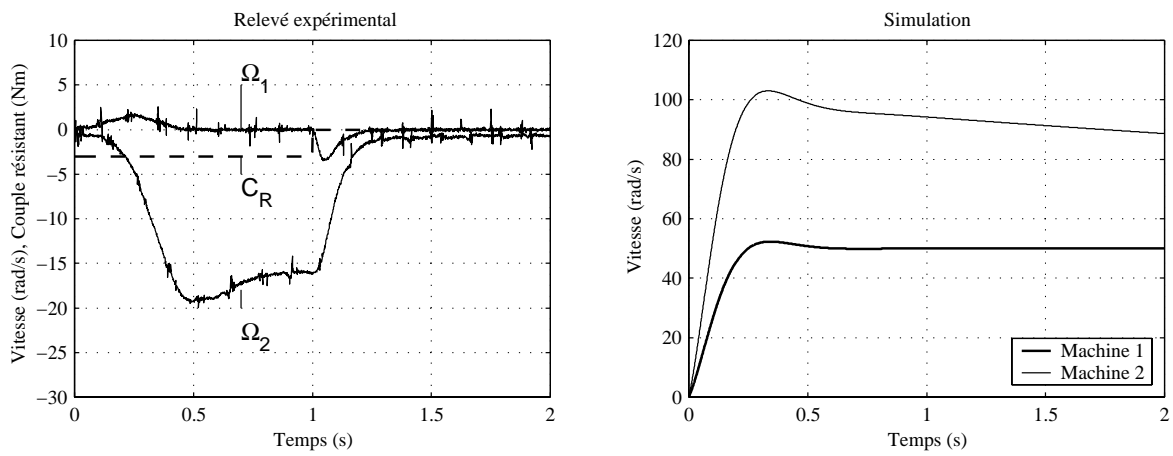 Relevé expérimental
Vitesse (rad/s), Couple résistant (Nm)
10
5
0
−5
−10
−15
−20
−25
−30
Ω1
CR
Ω2
0
0.5
1
1.5
2
Temps (s)
Simulation
Vitesse (rad/s)
120
100
80
60
40
20
0
Machine 1
Machine 2
0
0.5
1
1.5
2
Temps (s)